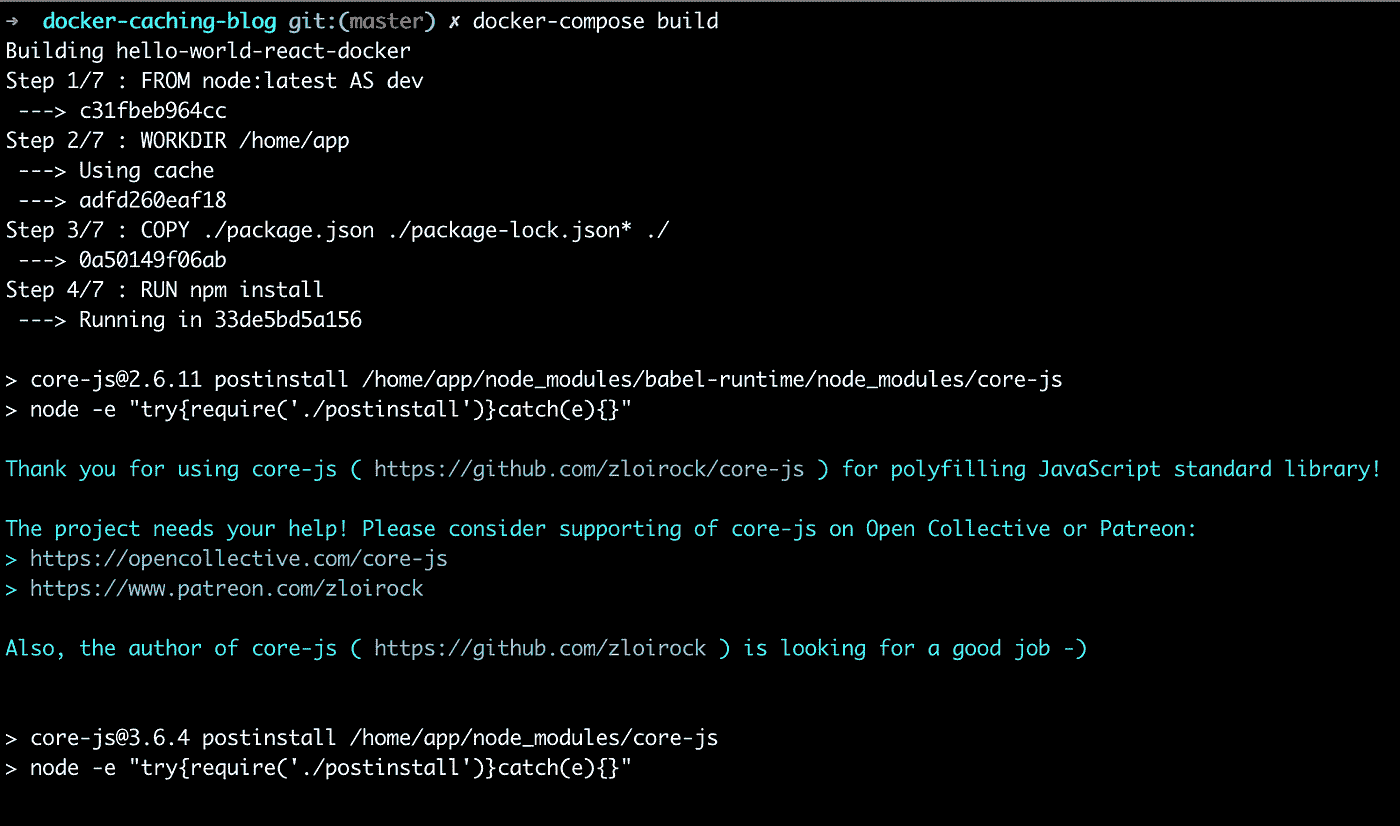 → docker-caching-blog git:(master) ✗ docker-compose build
Building hello-world-react-docker
Step 1/7 : FROM node:latest AS dev
---> c31fbeb964cc
Step 2/7 : WORKDIR /home/app
---> Using cache
---> adfd260eaf18
Step 3/7 : COPY ./package.json ./package-lock.json* ./
---> 0a50149f06ab
Step 4/7 : RUN npm install
---> Running in 33de5bd5a156
> core-js@2.6.11 postinstall /home/app/node_modules/babel-runtime/node_modules/core-js
> node -e "try{require('./postinstall')}catch(e){}"
Thank you for using core-js ( https://github.com/zloirock/core-js ) for polyfilling JavaScript standard library!
The project needs your help! Please consider supporting of core-js on Open Collective or Patreon:
> https://opencollective.com/core-js
> https://www.patreon.com/zloirock
Also, the author of core-js ( https://github.com/zloirock ) is looking for a good job -)
> core-js@3.6.4 postinstall /home/app/node_modules/core-js
> node -e "try{require('./postinstall')}catch(e){}"